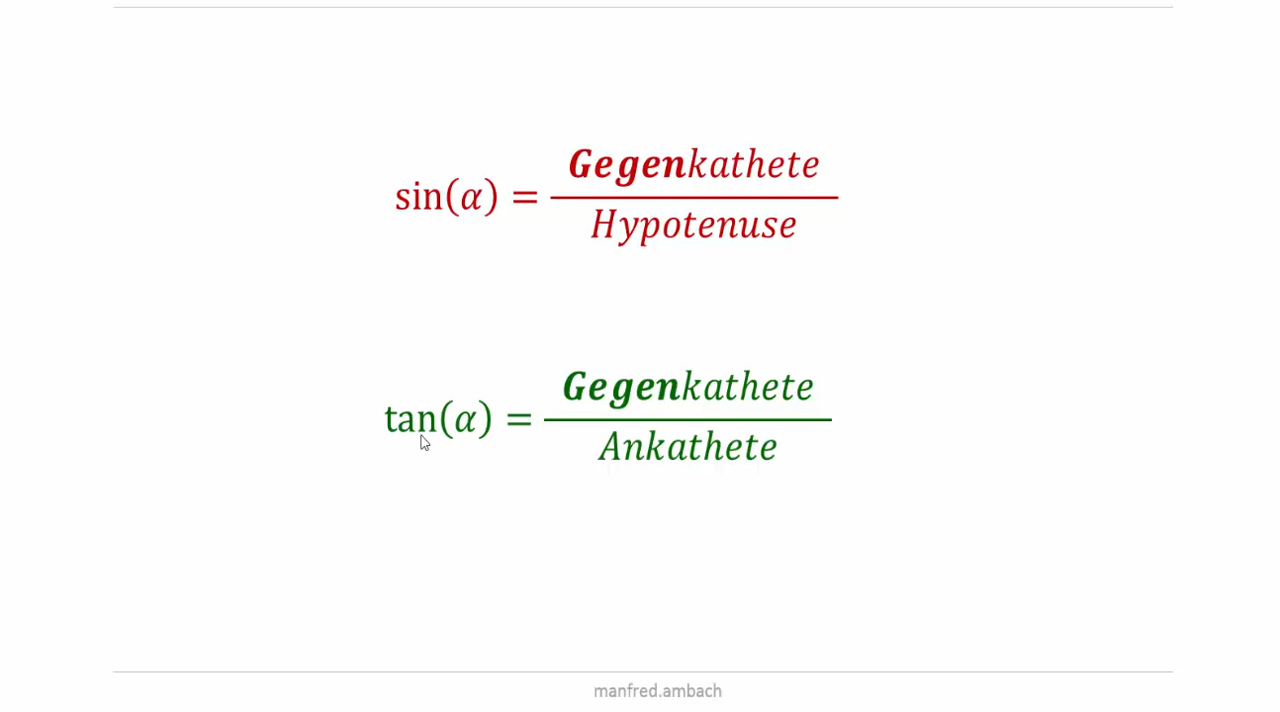 sin(α) = Gegenkathete / Hypotenuse
tan(α) = Gegenkathete / Ankathete
manfred.ambach